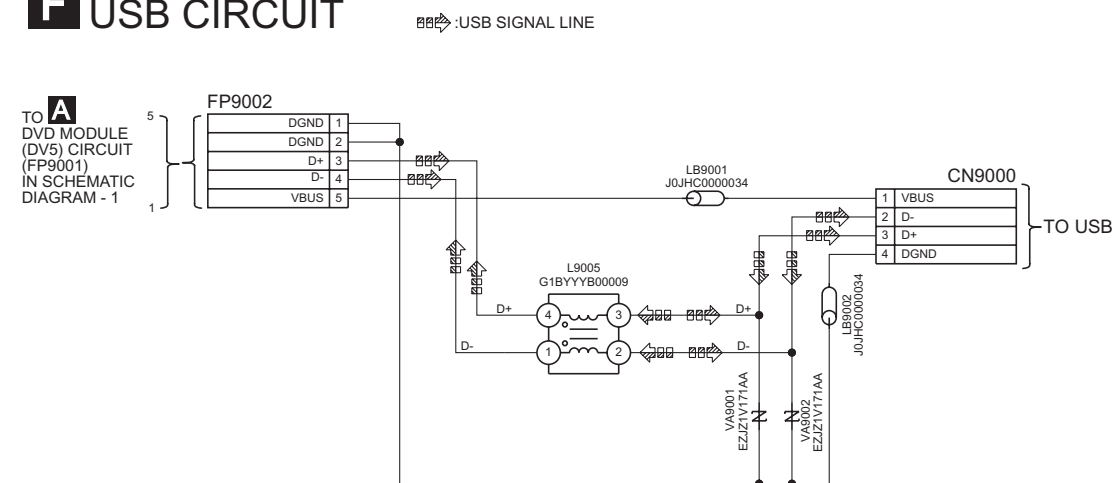 F USB CIRCUIT
:USB SIGNAL LINE
TO A
DVD MODULE
(DV5) CIRCUIT
(FP9001)
IN SCHEMATIC
DIAGRAM - 1
5
1
FP9002
DGND 1
DGND 2
D+ 3
D- 4
VBUS 5
LB9001
J0JHC0000034
CN9000
1 VBUS
2 D-
3 D+
4 DGND
TO USB
L9005
G1BYYYB00009
D+ 4 3 D+
D- 1 2 D-
LB9002
J0JHC0000034
VA9001
EZJZ1V171AA
VA9002
EZJZ1V171AA